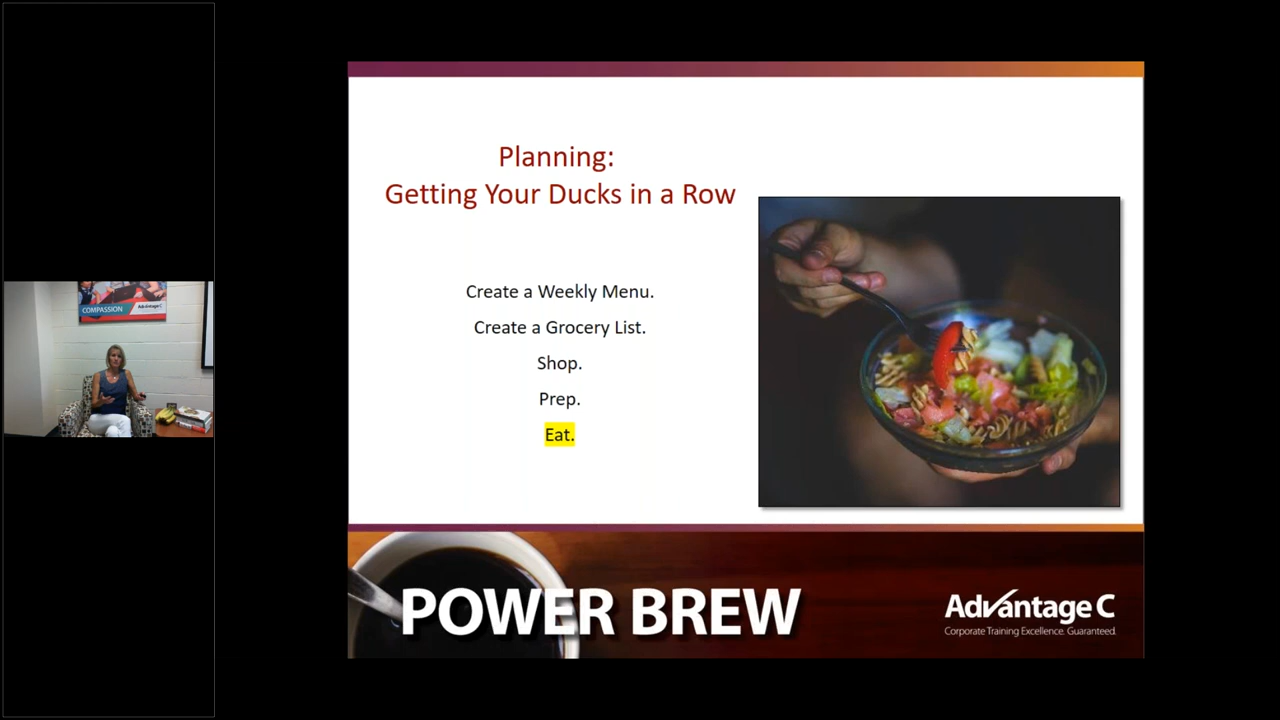 COMPASSION
Advantage C
Planning:
Getting Your Ducks in a Row
Create a Weekly Menu.
Create a Grocery List.
Shop.
Prep.
Eat.
POWER BREW
Advantage C
Corporate Training Excellence. Guaranteed.